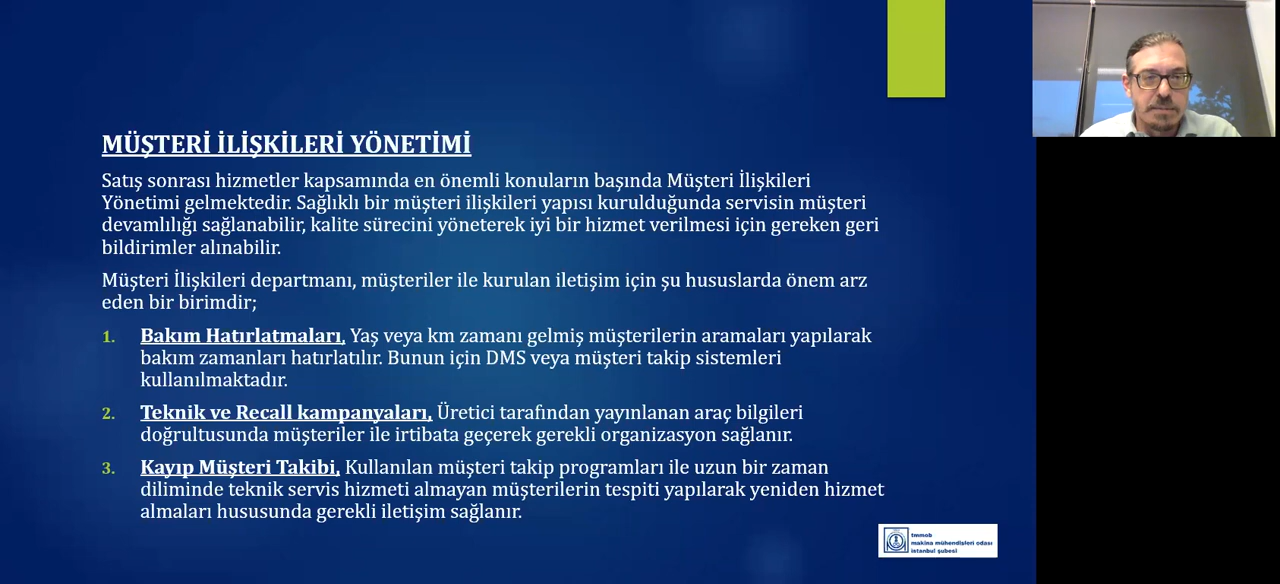 MÜŞTERİ İLİŞKİLERİ YÖNETİMİ
Satış sonrası hizmetler kapsamında en önemli konuların başında Müşteri İlişkileri
Yönetimi gelmektedir. Sağlıklı bir müşteri ilişkileri yapısı kurulduğunda servisin müşteri
devamlılığı sağlanabilir, kalite sürecini yöneterek iyi bir hizmet verilmesi için gereken geri
bildirimler alınabilir.
Müşteri İlişkileri departmanı, müşteriler ile kurulan iletişim için şu hususlarda önem arz
eden bir birimdir;
1. Bakım Hatırlatmaları, Yaş veya km zamanı gelmiş müşterilerin aramaları yapılarak
bakım zamanları hatırlatılır. Bunun için DMS veya müşteri takip sistemleri
kullanılmaktadır.
2. Teknik ve Recall kampanyaları, Üretici tarafından yayınlanan araç bilgileri
doğrultusunda müşteriler ile irtibata geçerek gerekli organizasyon sağlanır.
3. Kayıp Müşteri Takibi, Kullanılan müşteri takip programları ile uzun bir zaman
diliminde teknik servis hizmeti almayan müşterilerin tespiti yapılarak yeniden hizmet
almaları hususunda gerekli iletişim sağlanır.
tmmob
makina mühendisleri odası
istanbul şubesi